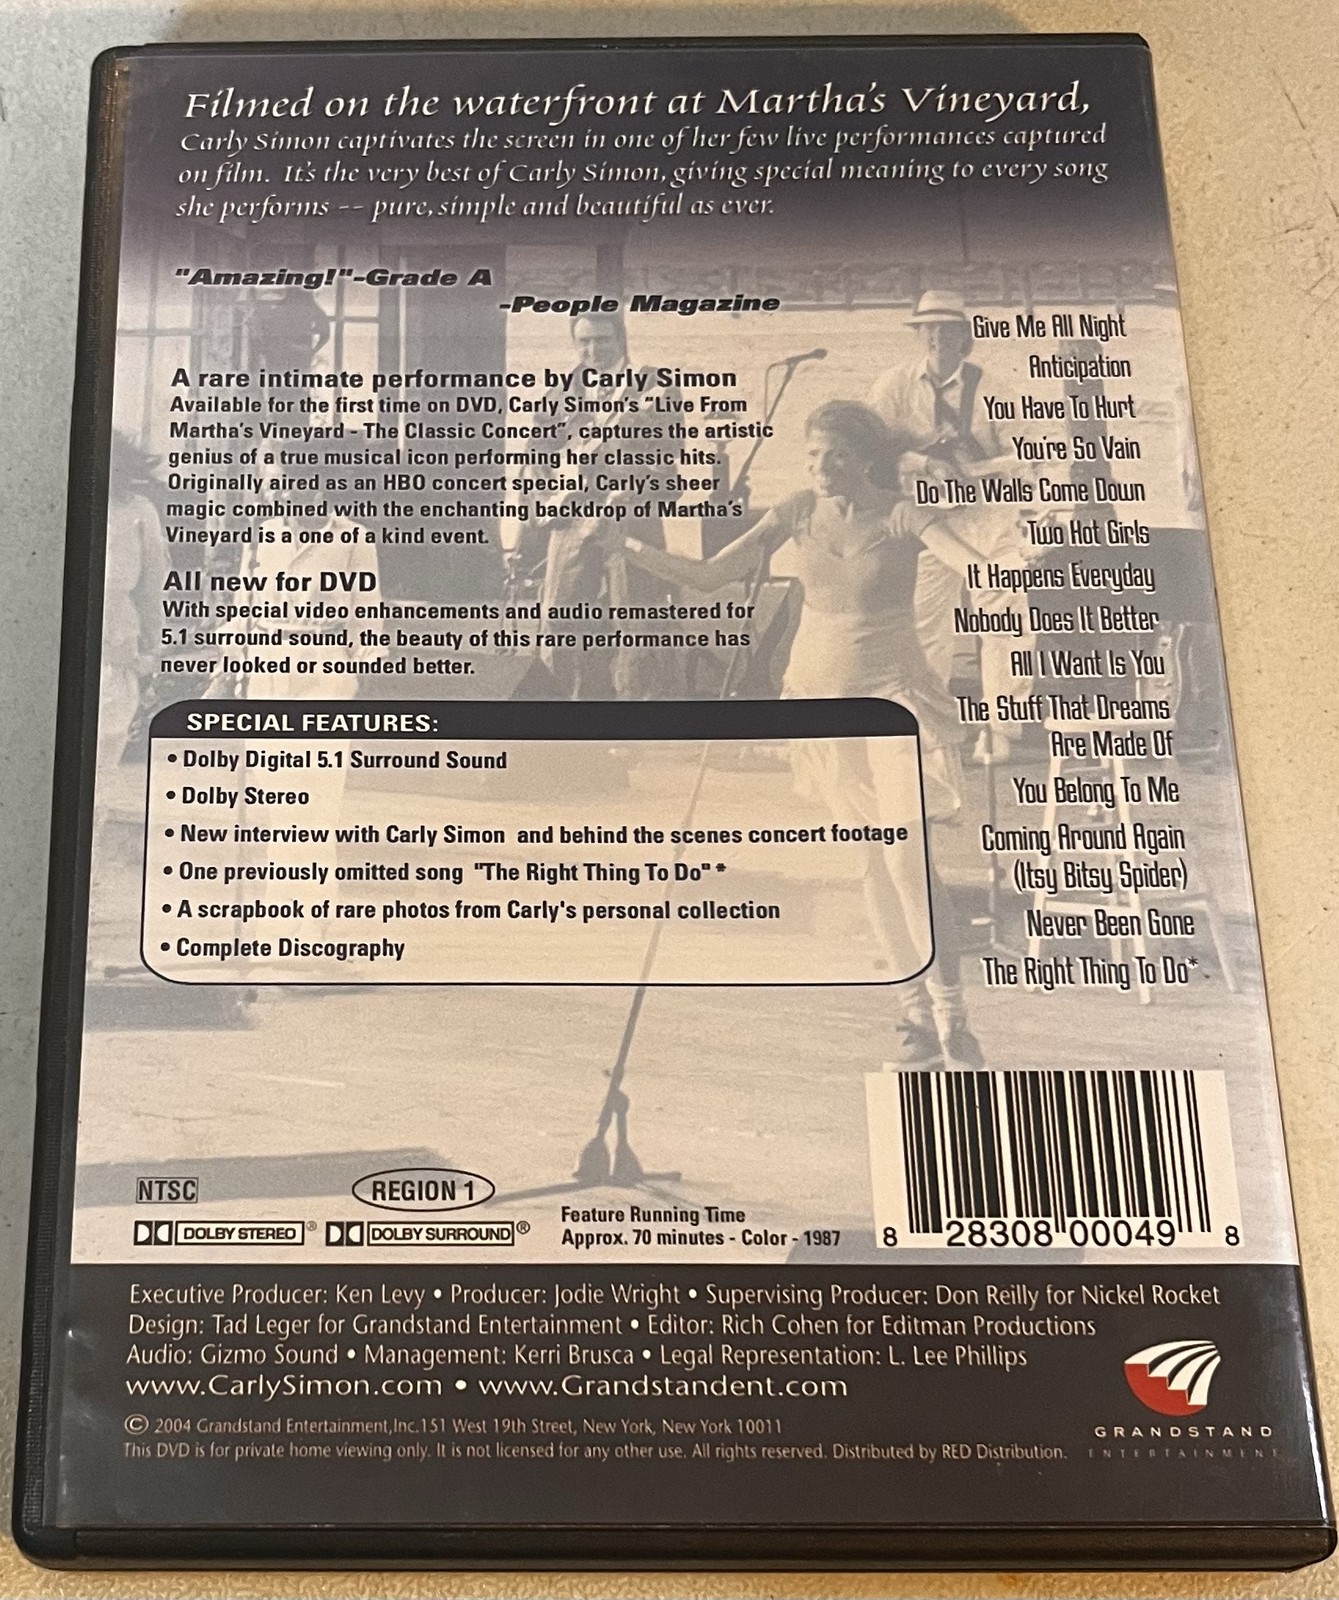 Filmed on the waterfront at Martha's Vineyard,
Carly Simon captivates the screen in one of her few live performances captured
on film. It's the very best of Carly Simon, giving special meaning to every song
she performs -- pure, simple and beautiful as ever.
"Amazing!"-Grade A
-People Magazine
A rare intimate performance by Carly Simon
Available for the first time on DVD, Carly Simon's "Live From
Martha's Vineyard - The Classic Concert", captures the artistic
genius of a true musical icon performing her classic hits.
Originally aired as an HBO concert special, Carly's sheer
magic combined with the enchanting backdrop of Martha's
Vineyard is a one of a kind event.
All new for DVD
With special video enhancements and audio remastered for
5.1 surround sound, the beauty of this rare performance has
never looked or sounded better.
SPECIAL FEATURES:
• Dolby Digital 5.1 Surround Sound
• Dolby Stereo
• New interview with Carly Simon and behind the scenes concert footage
• One previously omitted song "The Right Thing To Do" *
• A scrapbook of rare photos from Carly's personal collection
• Complete Discography
Give Me All Night
Anticipation
You Have To Hurt
You're So Vain
Do The Walls Come Down
Two Hot Girls
It Happens Everyday
Nobody Does It Better
All I Want Is You
The Stuff That Dreams
Are Made Of
You Belong To Me
Coming Around Again
(Itsy Bitsy Spider)
Never Been Gone
The Right Thing To Do*
NTSC
REGION 1
DOLBY STEREO ® DOLBY SURROUND ®
Feature Running Time
Approx. 70 minutes - Color - 1987
8 28308 00049 8
Executive Producer: Ken Levy • Producer: Jodie Wright • Supervising Producer: Don Reilly for Nickel Rocket
Design: Tad Leger for Grandstand Entertainment • Editor: Rich Cohen for Editman Productions
Audio: Gizmo Sound • Management: Kerri Brusca • Legal Representation: L. Lee Phillips
www.CarlySimon.com • www.Grandstandent.com
© 2004 Grandstand Entertainment,Inc.151 West 19th Street, New York, New York 10011
This DVD is for private home viewing only. It is not licensed for any other use. All rights reserved. Distributed by RED Distribution.
GRANDSTAND
ENTERTAINMENT